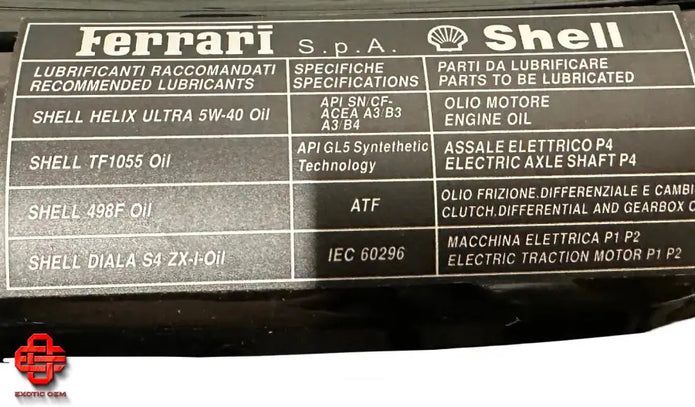 Ferrari S.p.A. Shell
LUBRIFICANTI RACCOMANDATI
RECOMMENDED LUBRICANTS
SPECIFICHE
SPECIFICATIONS
PARTI DA LUBRIFICARE
PARTS TO BE LUBRICATED
SHELL HELIX ULTRA 5W-40 Oil
API SN/CF-
ACEA A3/B3
A3/B4
OLIO MOTORE
ENGINE OIL
SHELL TF1055 Oil
API GL5 Syntethetic
Technology
ASSALE ELETTRICO P4
ELECTRIC AXLE SHAFT P4
SHELL 498F Oil
ATF
OLIO FRIZIONE.DIFFERENZIALE E CAMBI
CLUTCH.DIFFERENTIAL AND GEARBOX
SHELL DIALA S4 ZX-I-Oil
IEC 60296
MACCHINA ELETTRICA P1 P2
ELECTRIC TRACTION MOTOR P1 P2
EXOTIC OEM